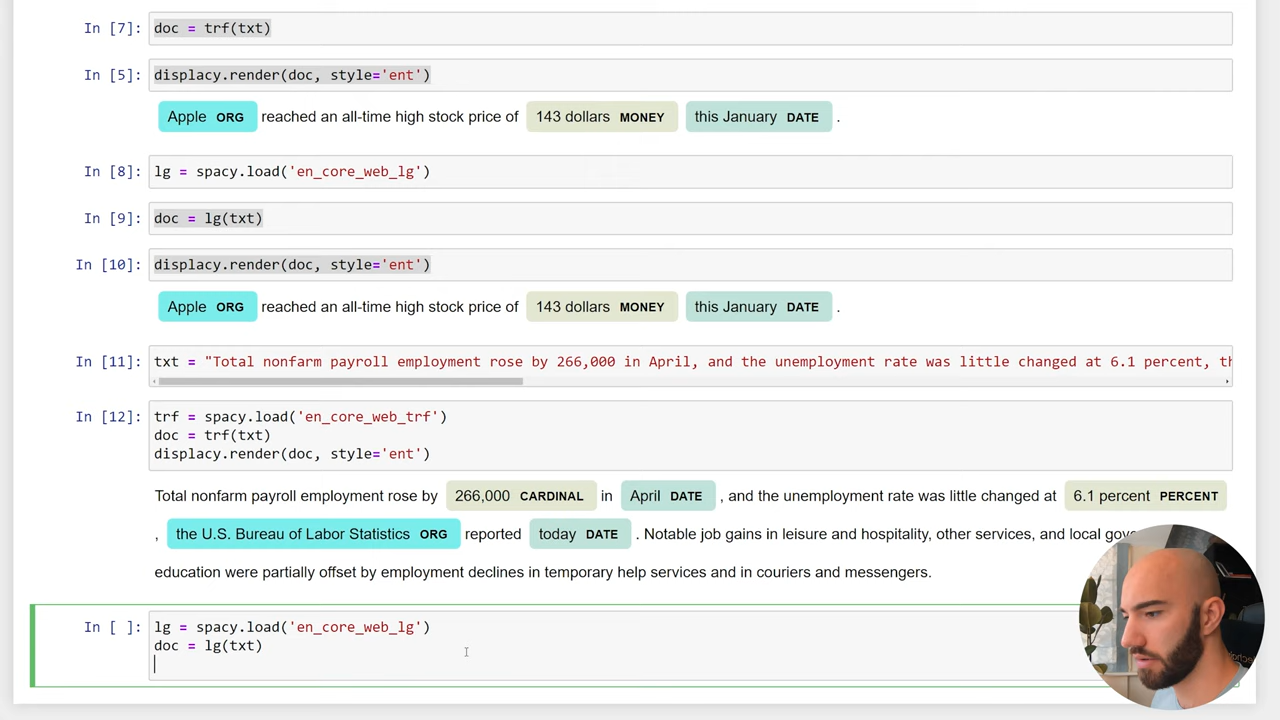 In [7]: doc = trf(txt)
In [5]: displacy.render(doc, style='ent')
Apple ORG reached an all-time high stock price of 143 dollars MONEY this January DATE .
In [8]: lg = spacy.load('en_core_web_lg')
In [9]: doc = lg(txt)
In [10]: displacy.render(doc, style='ent')
Apple ORG reached an all-time high stock price of 143 dollars MONEY this January DATE .
In [11]: txt = "Total nonfarm payroll employment rose by 266,000 in April, and the unemployment rate was little changed at 6.1 percent, th
In [12]: trf = spacy.load('en_core_web_trf')
doc = trf(txt)
displacy.render(doc, style='ent')
Total nonfarm payroll employment rose by 266,000 CARDINAL in April DATE , and the unemployment rate was little changed at 6.1 percent PERCENT
, the U.S. Bureau of Labor Statistics ORG reported today DATE . Notable job gains in leisure and hospitality, other services, and local
education were partially offset by employment declines in temporary help services and in couriers and messengers.
In [ ]: lg = spacy.load('en_core_web_lg')
doc = lg(txt)